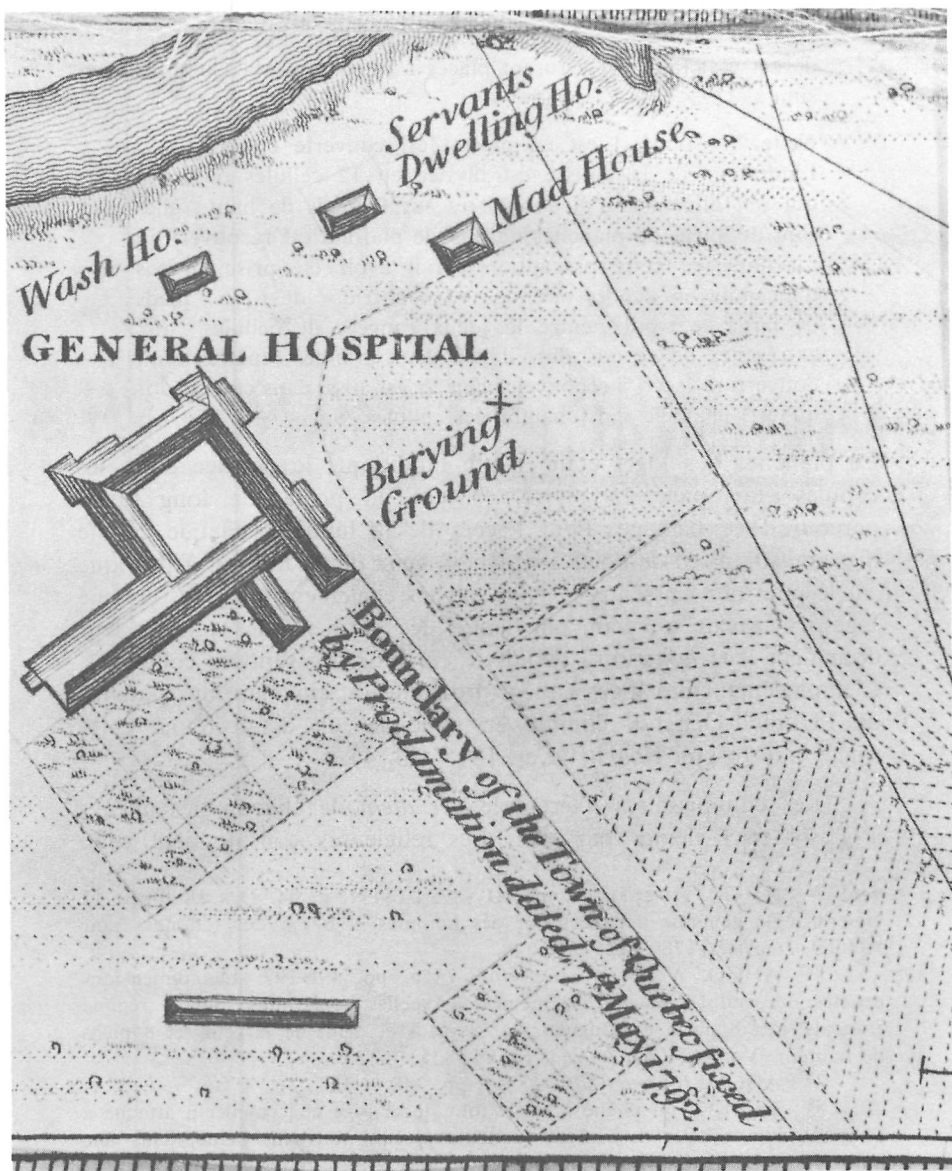 Servants
Dwelling Ho.
Mad House
Wash Ho.
GENERAL HOSPITAL
Burying
Ground
Boundary of the Town of Quebec fixed
by Proclamation dated 7th May 1792.